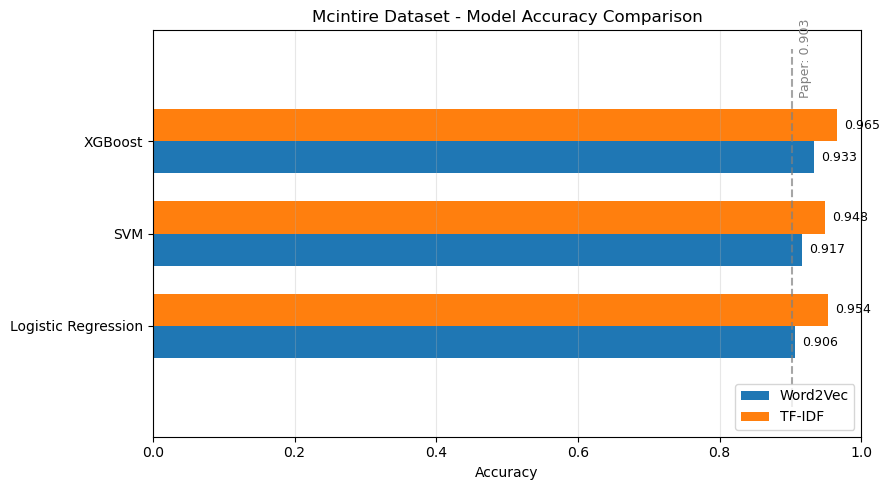 Mcintire Dataset - Model Accuracy Comparison
Paper: 0.903
XGBoost
0.965
0.933
SVM
0.948
0.917
Logistic Regression
0.954
0.906
Word2Vec
TF-IDF
0.0 0.2 0.4 0.6 0.8 1.0
Accuracy